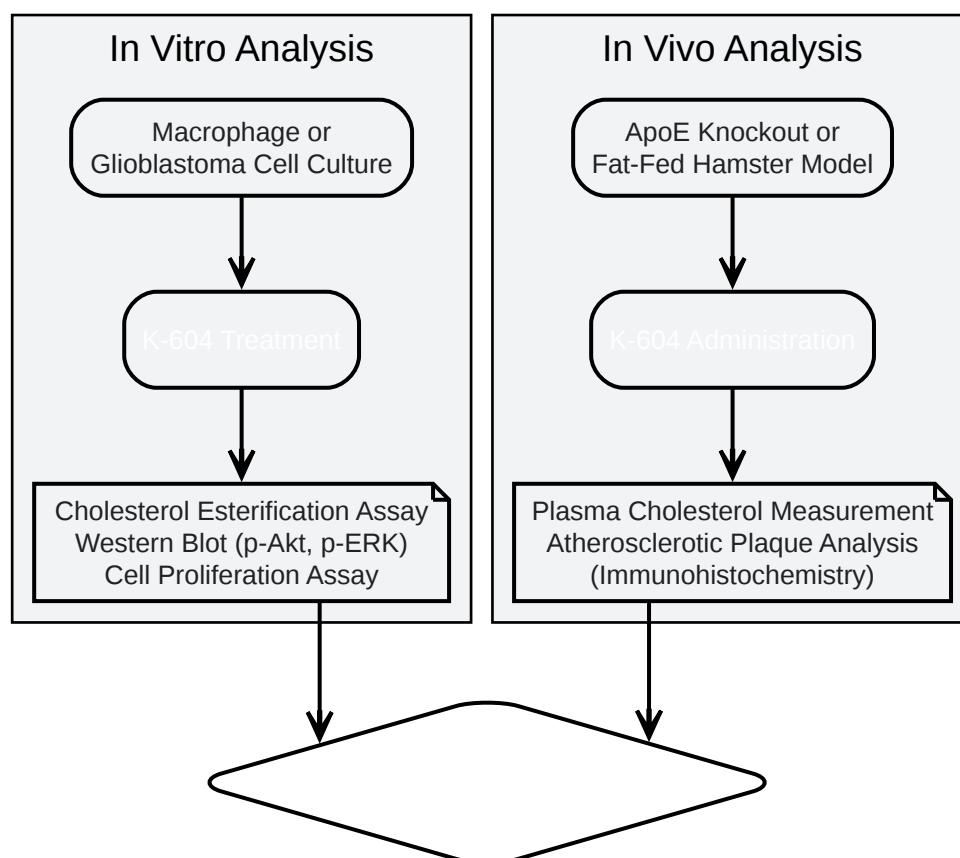 In Vitro Analysis
Macrophage or
Glioblastoma Cell Culture
K-604 Treatment
Cholesterol Esterification Assay
Western Blot (p-Akt, p-ERK)
Cell Proliferation Assay
In Vivo Analysis
ApoE Knockout or
Fat-Fed Hamster Model
K-604 Administration
Plasma Cholesterol Measurement
Atherosclerotic Plaque Analysis
(Immunohistochemistry)